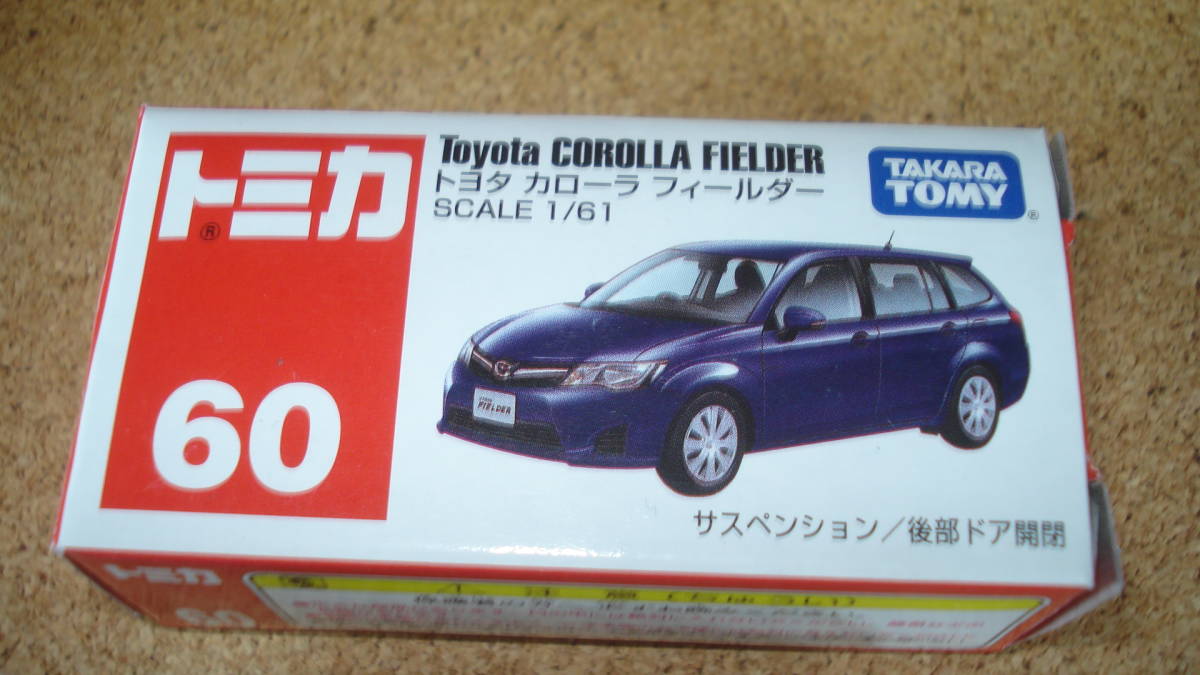 トミカ®
60
Toyota COROLLA FIELDER
トヨタ カローラ フィールダー
SCALE 1/61
TAKARA
TOMY®
FIELDER
サスペンション/後部ドア開閉
トミカ
60